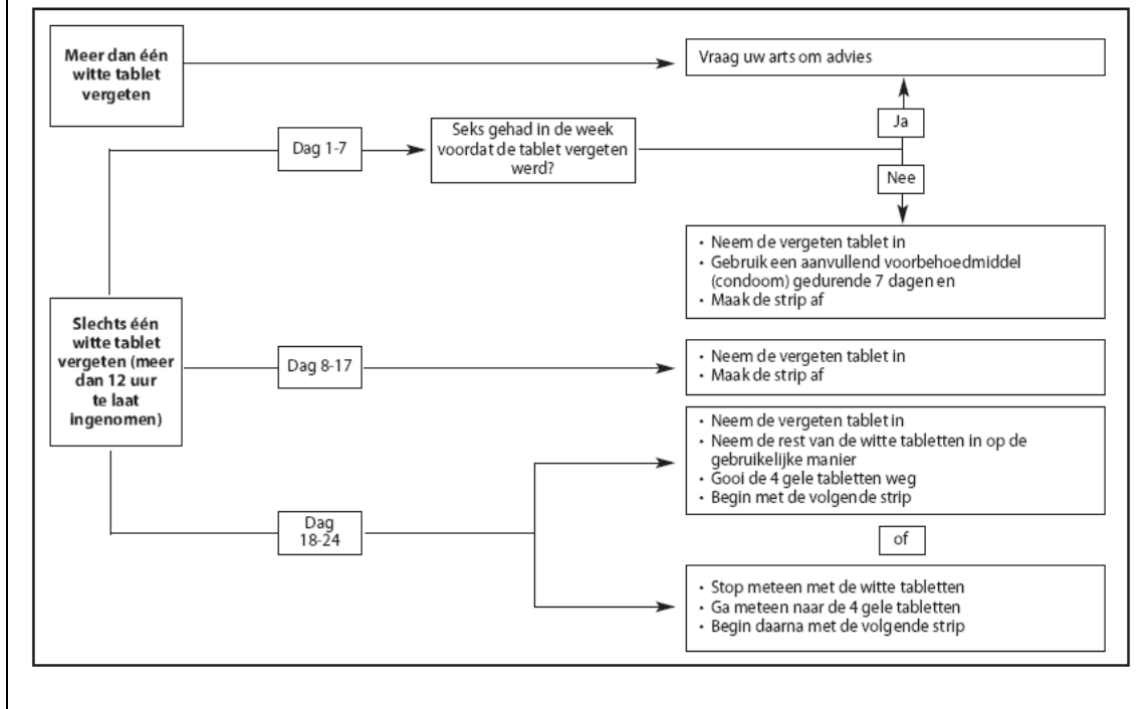 Meer dan één
witte tablet
vergeten
Vraag uw arts om advies
Ja
Dag 1-7
Seks gehad in de week
voordat de tablet vergeten
werd?
Nee
• Neem de vergeten tablet in
• Gebruik een aanvullend voorbehoedmiddel
(condoom) gedurende 7 dagen en
• Maak de strip af
Slechts één
witte tablet
vergeten (meer
dan 12 uur
te laat
ingenomen)
Dag 8-17
• Neem de vergeten tablet in
• Maak de strip af
Dag
18-24
• Neem de vergeten tablet in
• Neem de rest van de witte tabletten in op de
gebruikelijke manier
• Gooi de 4 gele tabletten weg
• Begin met de volgende strip
of
• Stop meteen met de witte tabletten
• Ga meteen naar de 4 gele tabletten
• Begin daarna met de volgende strip